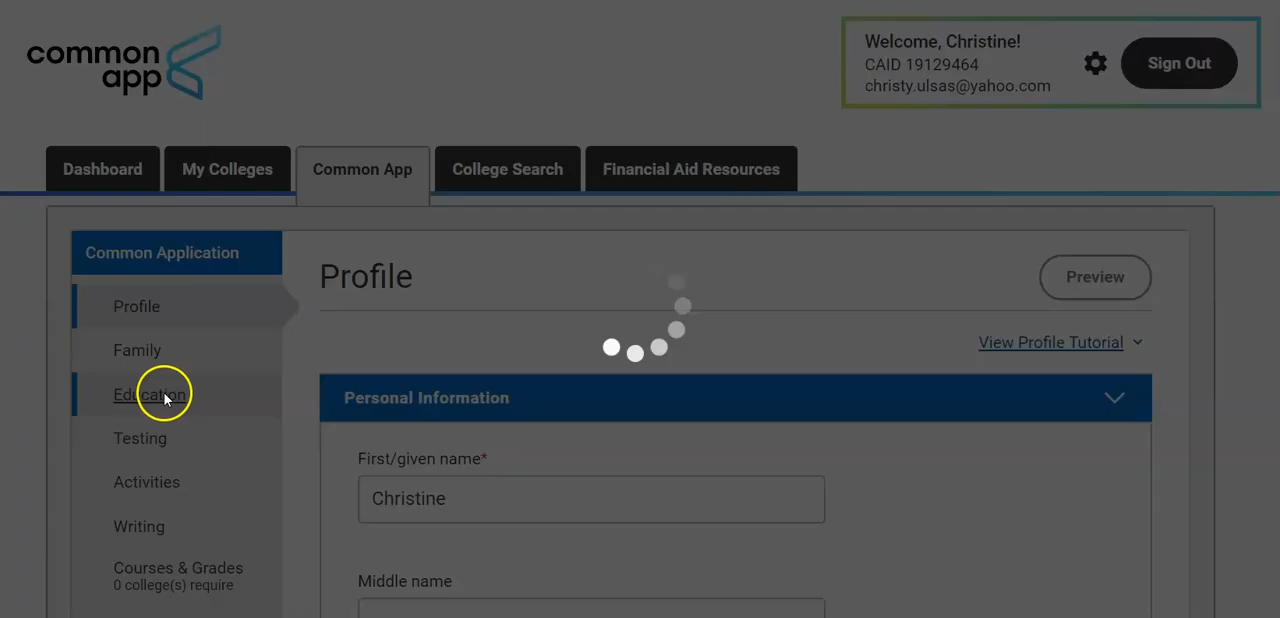 common
app
Welcome, Christine!
CAID 19129464
christy.ulsas@yahoo.com
Sign Out
Dashboard
My Colleges
Common App
College Search
Financial Aid Resources
Common Application
Profile
Family
Education
Testing
Activities
Writing
Courses & Grades
0 college(s) require
Profile
Preview
View Profile Tutorial
Personal Information
First/given name*
Christine
Middle name